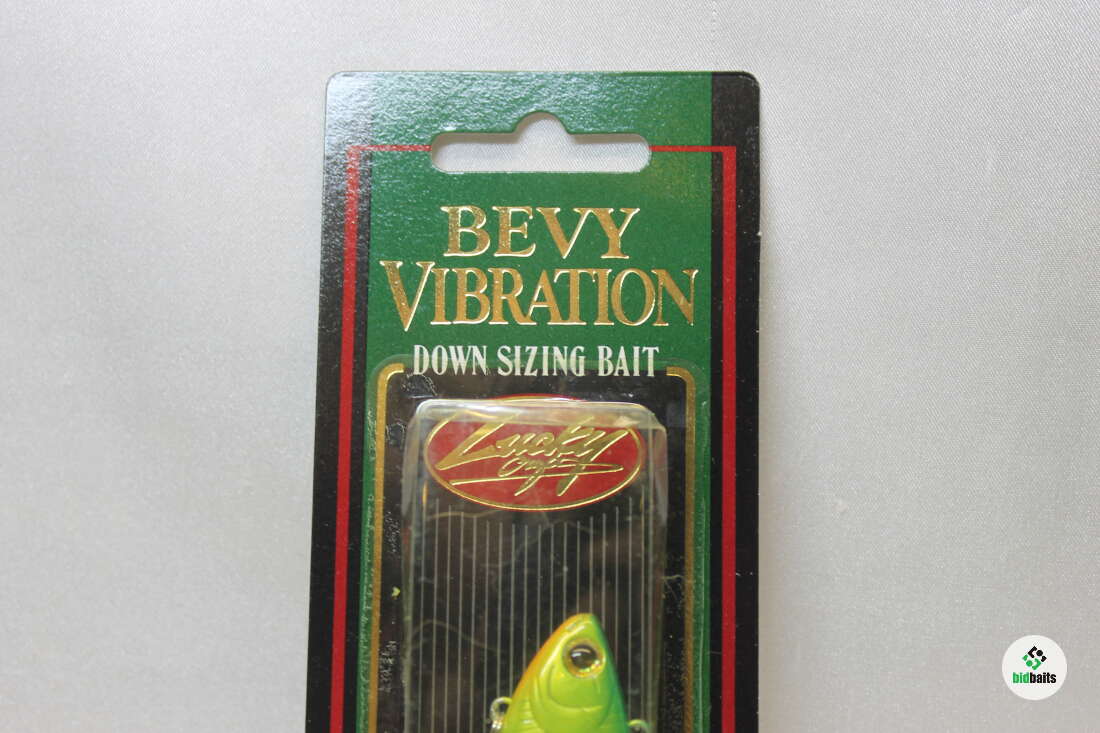 BEVY
VIBRATION
DOWN SIZING BAIT
Lucky
Craft
bidbaits